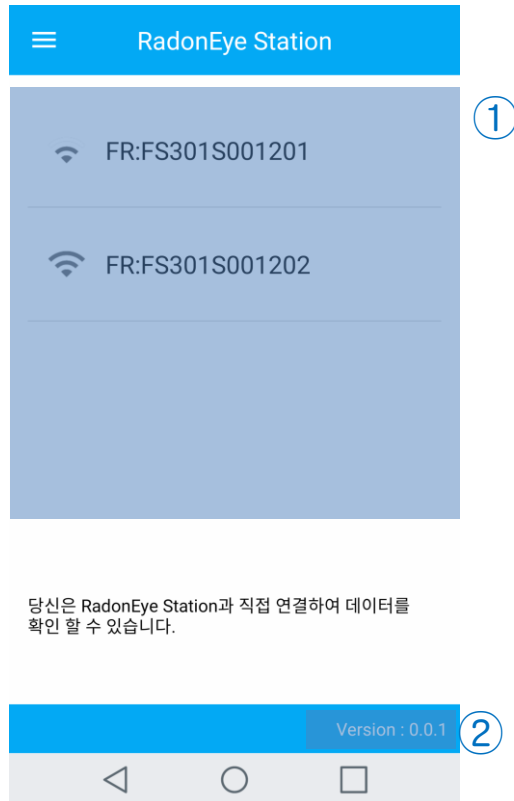 RadonEye Station
①
FR:FS301S001201
FR:FS301S001202
당신은 RadonEye Station과 직접 연결하여 데이터를
확인 할 수 있습니다.
Version : 0.0.1
②